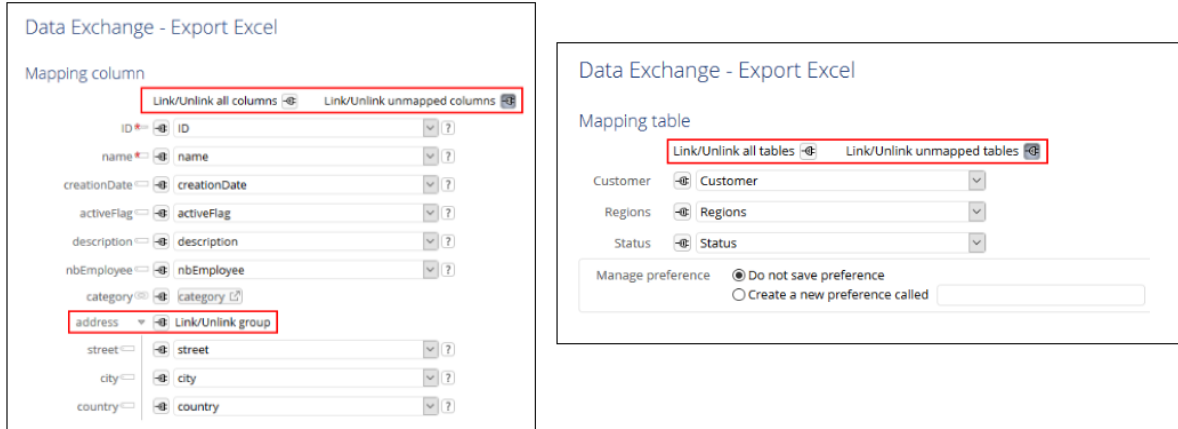 Data Exchange - Export Excel
Mapping column
Link/Unlink all columns Link/Unlink unmapped columns
ID * ID ?
name * name ?
creationDate creationDate ?
activeFlag activeFlag ?
description description ?
nbEmployee nbEmployee ?
category category
address Link/Unlink group
street street ?
city city ?
country country ?
Data Exchange - Export Excel
Mapping table
Link/Unlink all tables Link/Unlink unmapped tables
Customer Customer
Regions Regions
Status Status
Manage preference Do not save preference
Create a new preference called